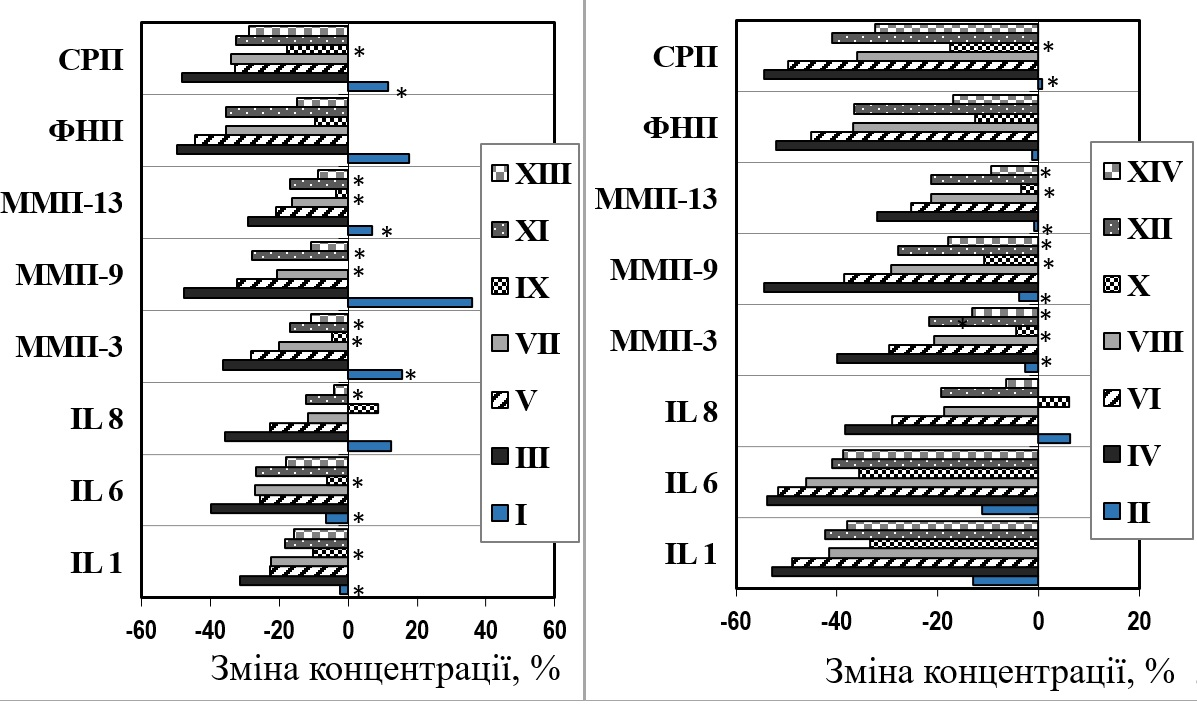 СРП
ФНП
ММП-13
ММП-9
ММП-3
IL 8
IL 6
IL 1
* * * * * * * * * * * * * * * *
XIII
XI
IX
VII
V
III
I
-60 -40 -20 0 20 40 60
Зміна концентрації, %
СРП
ФНП
ММП-13
ММП-9
ММП-3
IL 8
IL 6
IL 1
* * * * * * * * * * * *
XIV
XII
X
VIII
VI
IV
II
-60 -40 -20 0 20
Зміна концентрації, %